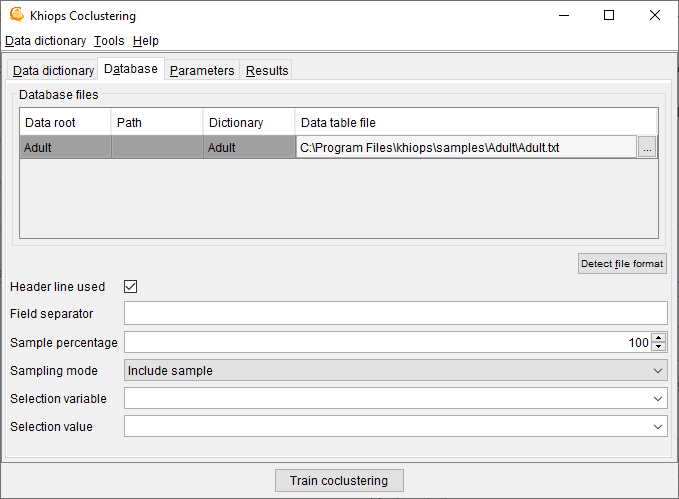 Khiops Coclustering
Data dictionary Tools Help
Data dictionary Database Parameters Results
Database files
Data root Path Dictionary Data table file
Adult Adult C:\Program Files\khiops\samples\Adult\Adult.txt ...
Detect file format
Header line used
Field separator
Sample percentage 100
Sampling mode Include sample
Selection variable
Selection value
Train coclustering